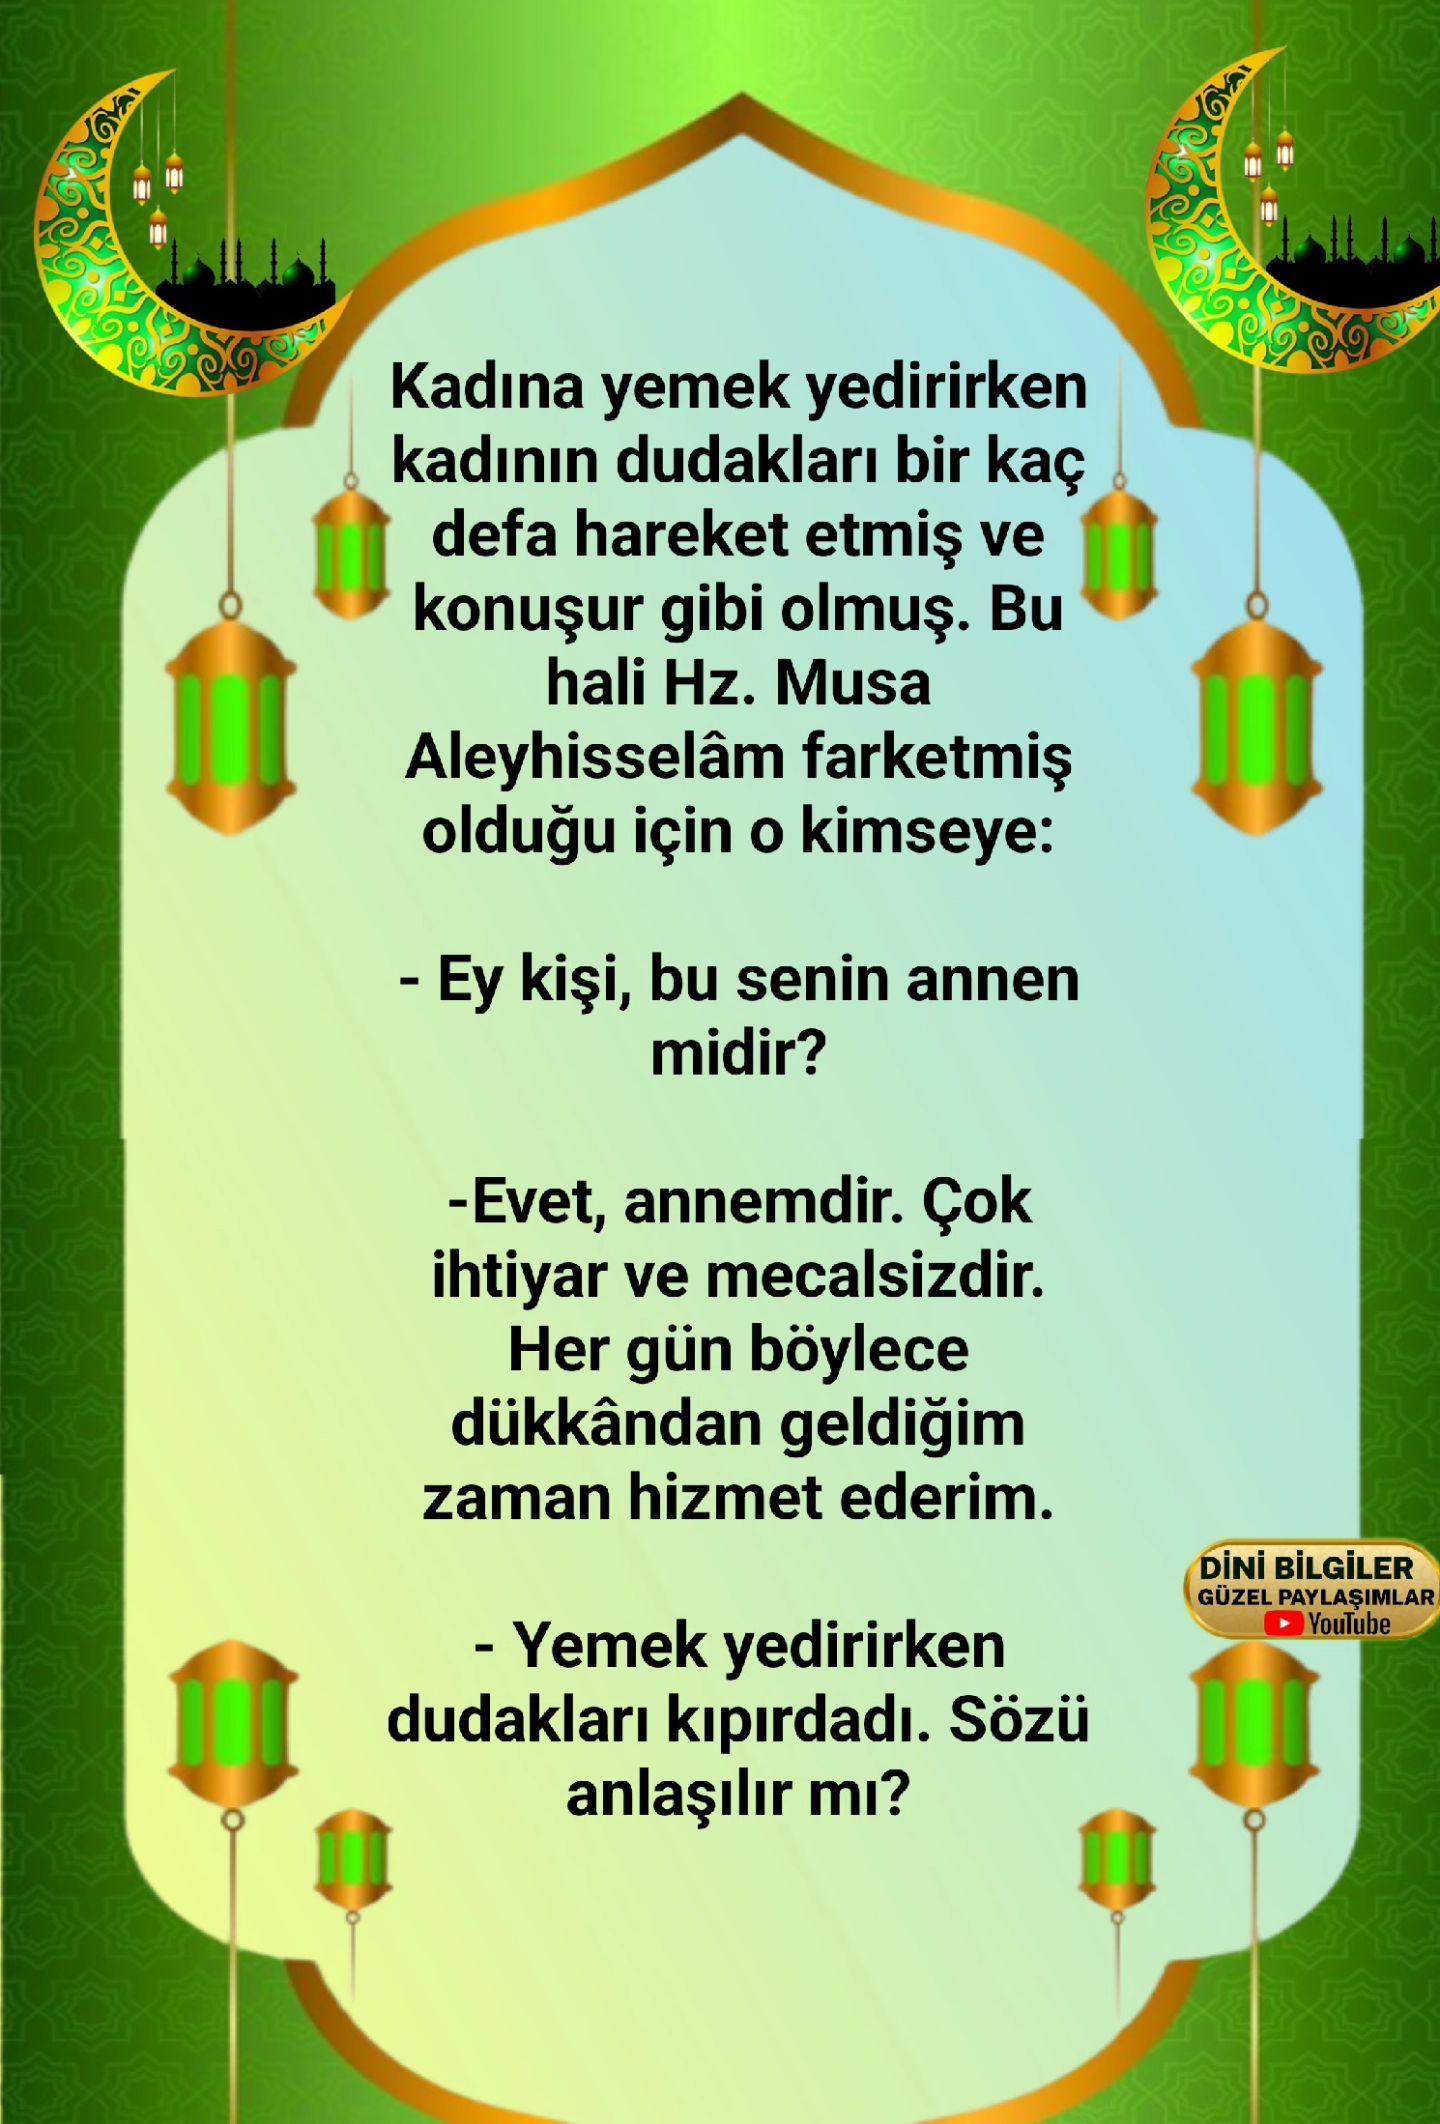 Kadına yemek yedirirken
kadının dudakları bir kaç
defa hareket etmiş ve
konuşur gibi olmuş. Bu
hali Hz. Musa
Aleyhisselâm farketmiş
olduğu için o kimseye:
- Ey kişi, bu senin annen
midir?
-Evet, annemdir. Çok
ihtiyar ve mecalsizdir.
Her gün böylece
dükkândan geldiğim
zaman hizmet ederim.
- Yemek yedirirken
dudakları kıpırdadı. Sözü
anlaşılır mı?
DİNİ BİLGİLER
GÜZEL PAYLAŞIMLAR
YouTube